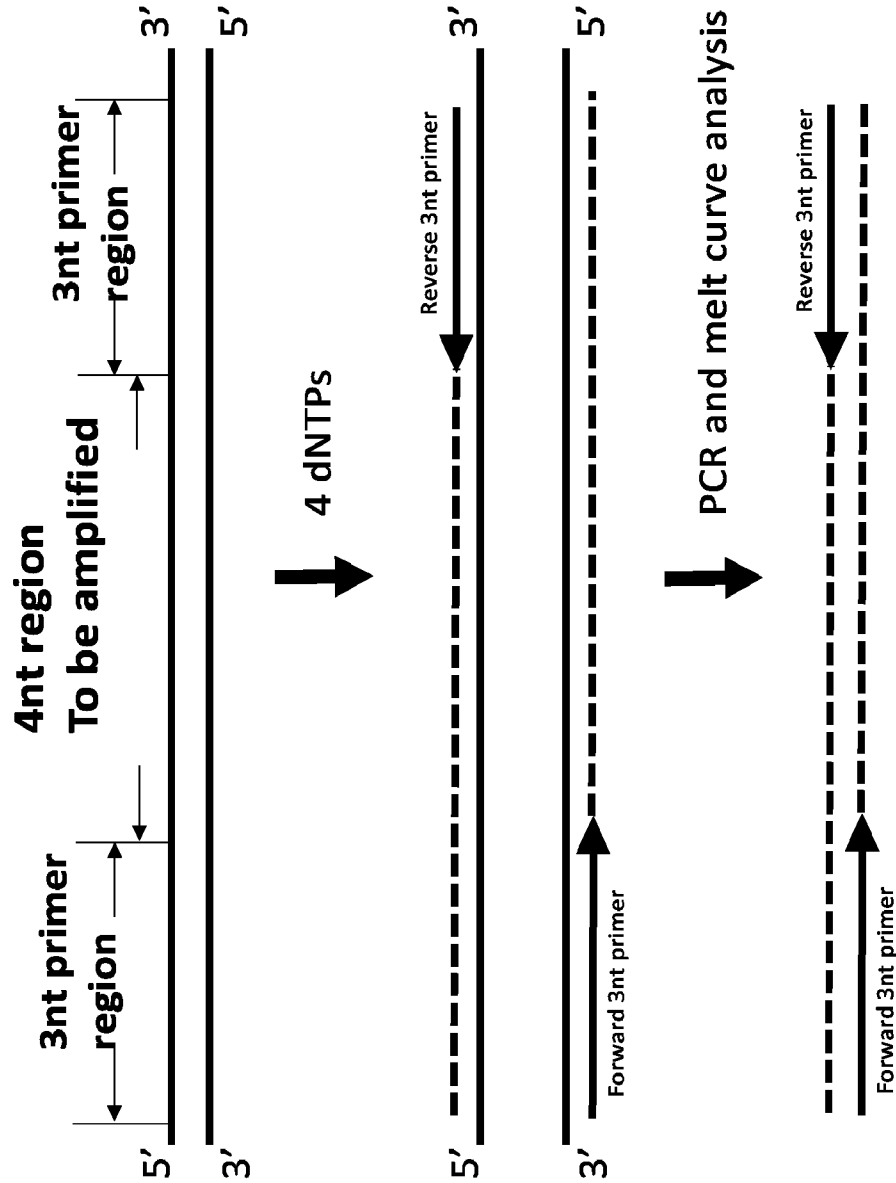 4nt region
To be amplified
3nt primer
region
3nt primer
region
5’
3’
3’
5’
4 dNTPs
Reverse 3nt primer
5’
3’
3’
5’
Forward 3nt primer
PCR and melt curve analysis
Reverse 3nt primer
Forward 3nt primer